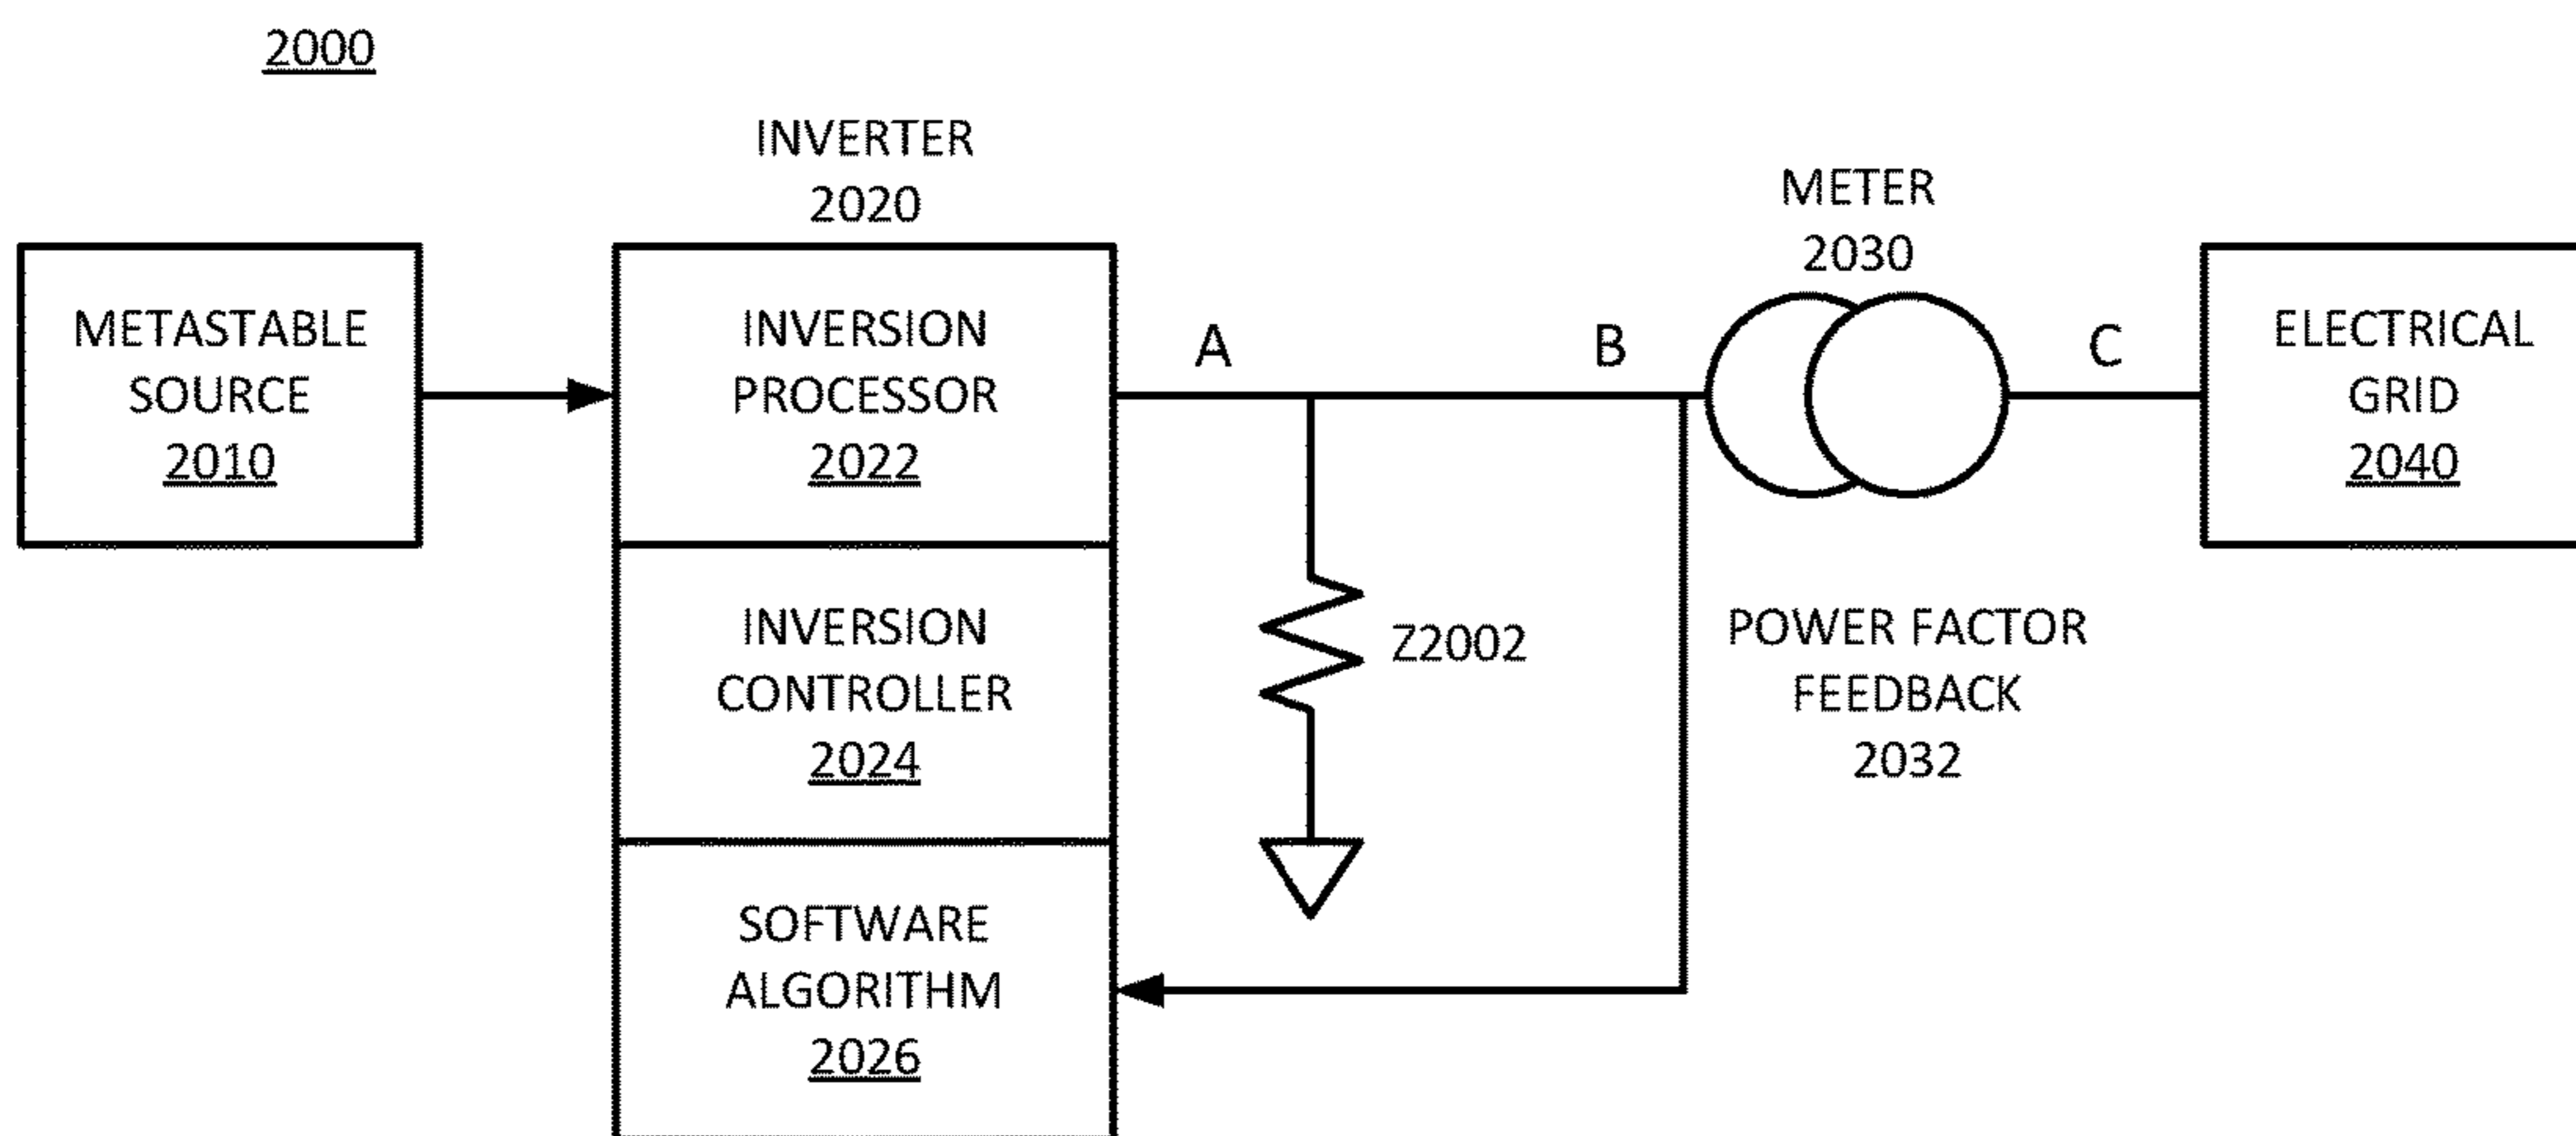 2000
INVERTER
2020
METER
2030
METASTABLE
SOURCE
2010
INVERSION
PROCESSOR
2022
A
B
C
ELECTRICAL
GRID
2040
INVERSION
CONTROLLER
2024
Z2002
POWER FACTOR
FEEDBACK
2032
SOFTWARE
ALGORITHM
2026